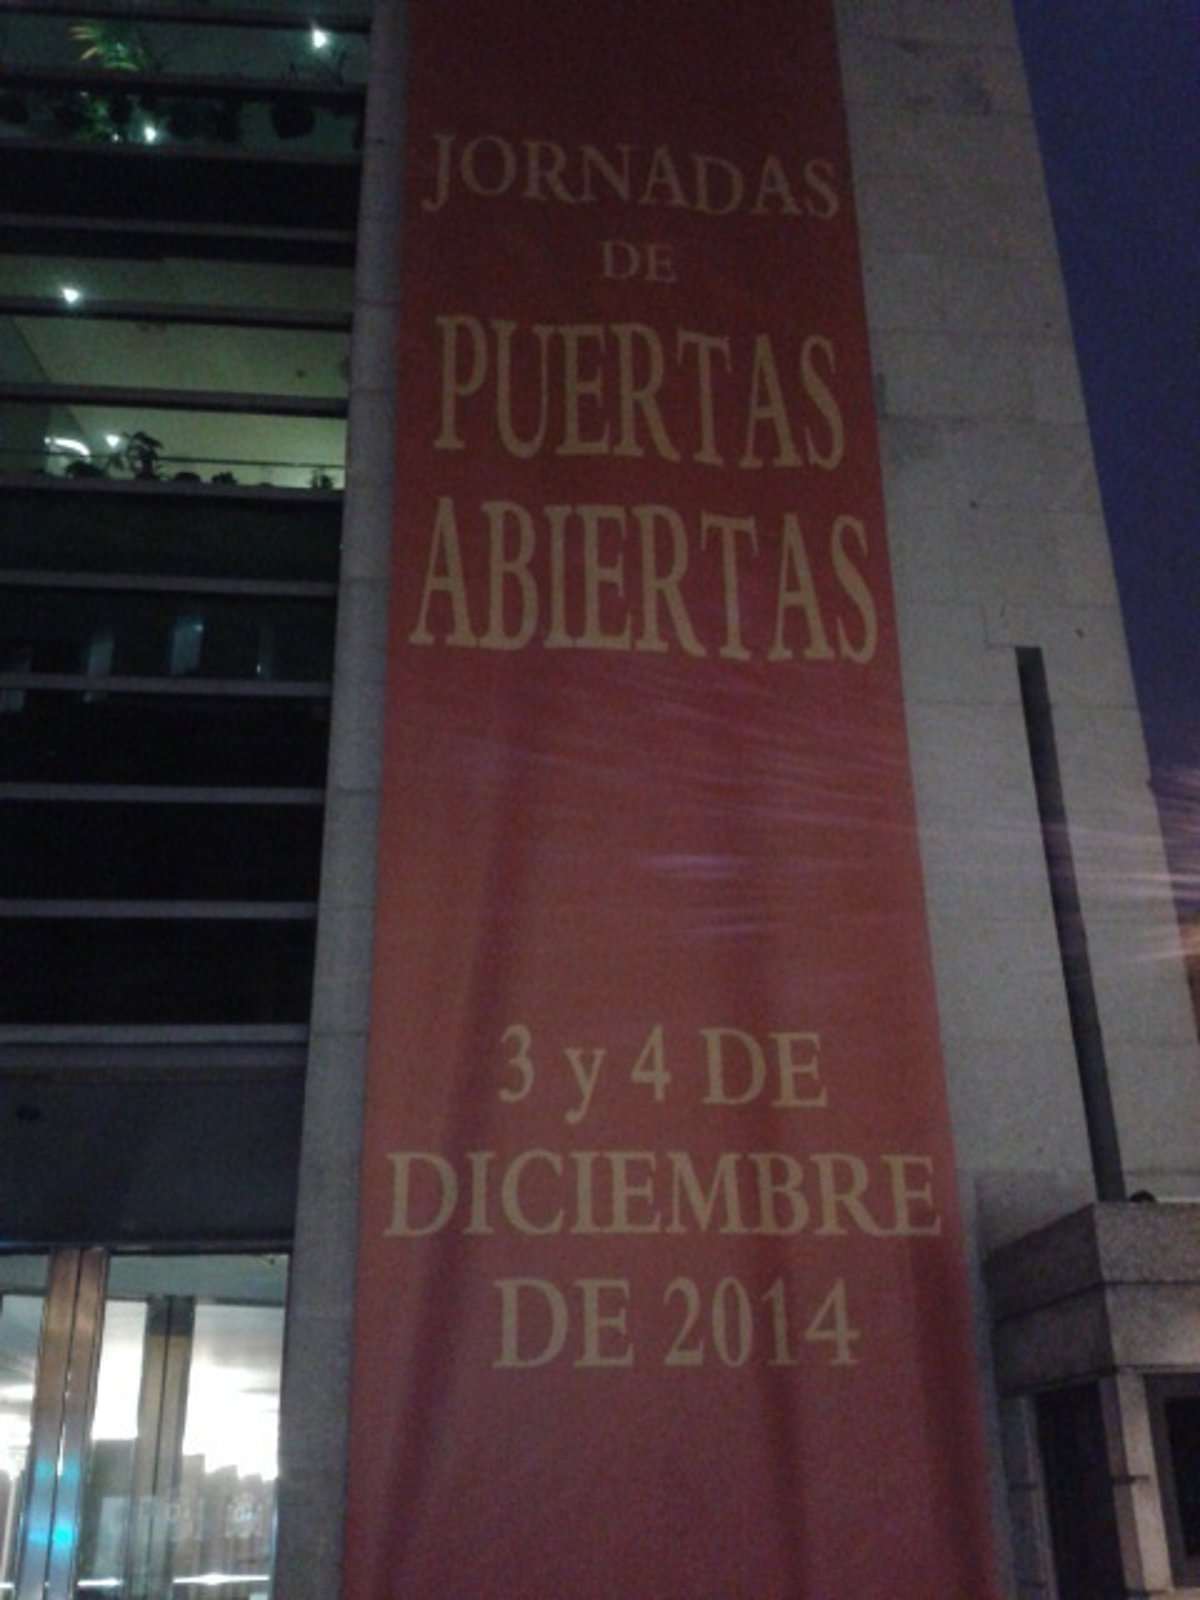 JORNADAS
DE
PUERTAS
ABIERTAS
3 y 4 DE
DICIEMBRE
DE 2014